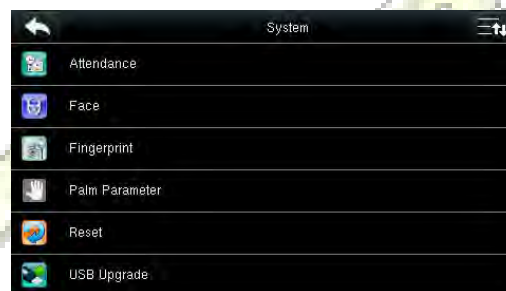 System
Attendance
Face
Fingerprint
Palm Parameter
Reset
USB Upgrade